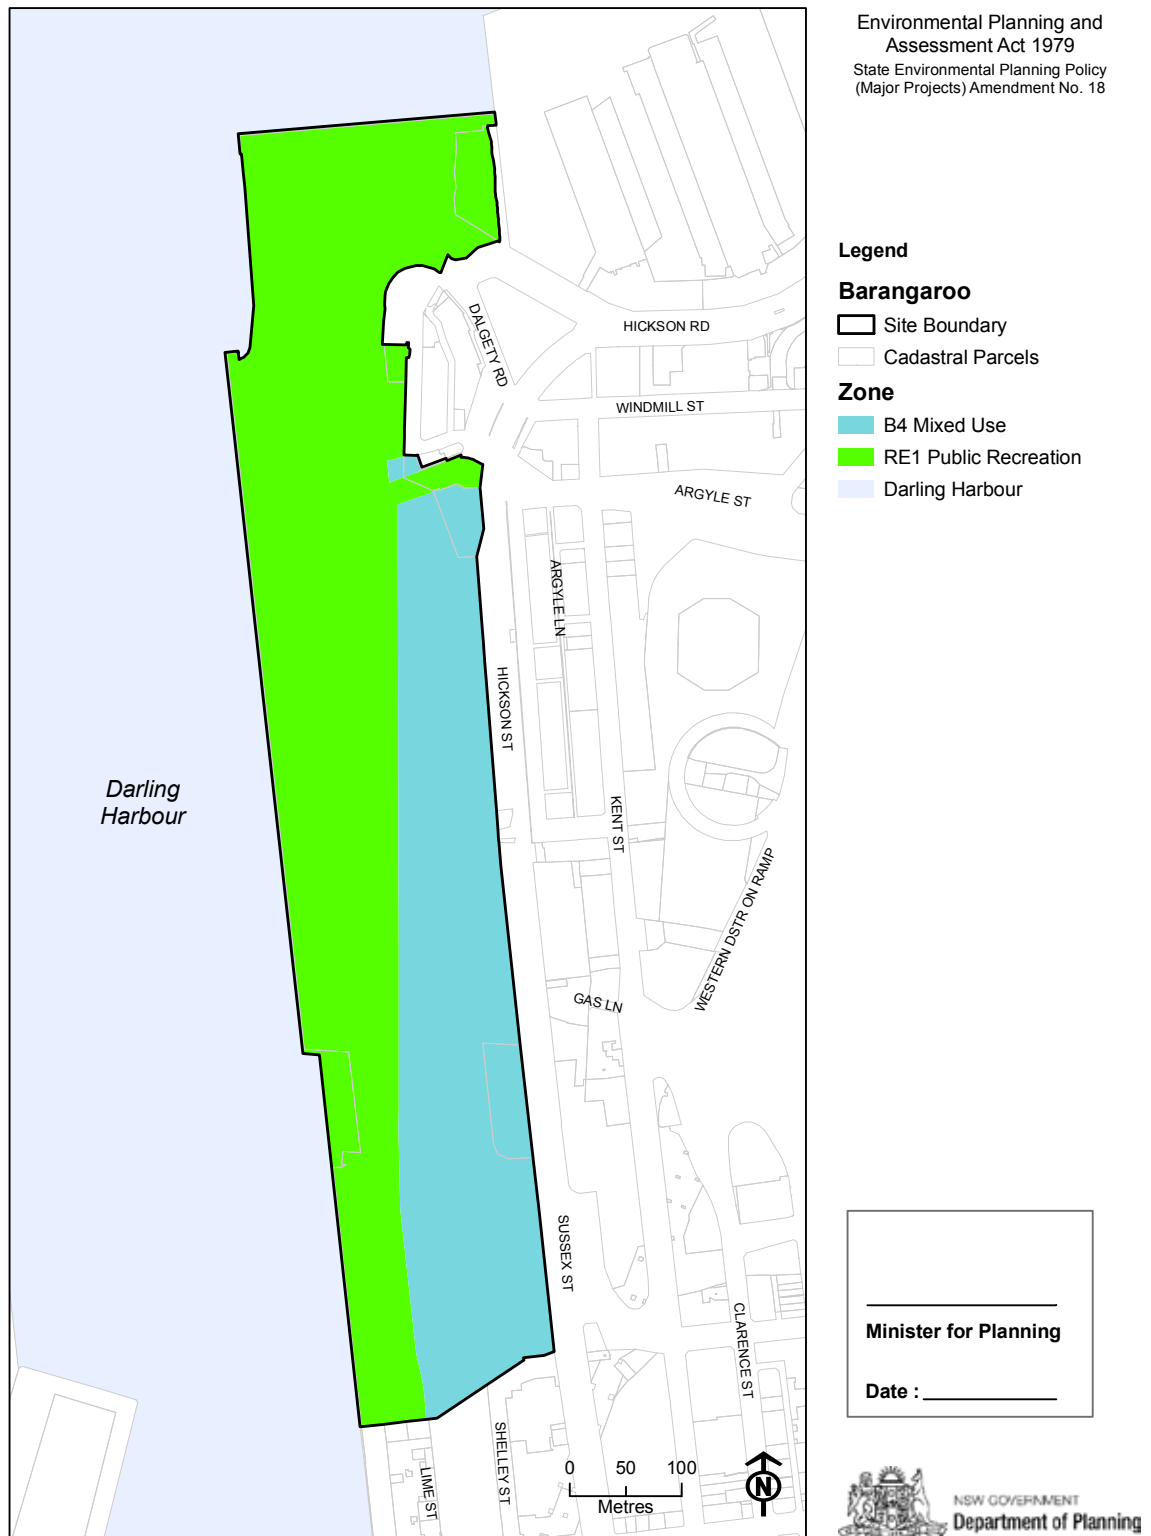 Environmental Planning and
Assessment Act 1979
State Environmental Planning Policy
(Major Projects) Amendment No. 18
Legend
Barangaroo
Site Boundary
Cadastral Parcels
Zone
B4 Mixed Use
RE1 Public Recreation
Darling Harbour
HICKSON RD
DALGETY RD
WINDMILL ST
ARGYLE ST
ARGYLE LN
HICKSON ST
Darling
Harbour
KENT ST
WESTERN DSTR ON RAMP
GAS LN
SUSSEX ST
CLARENCE ST
SHELLEY ST
LIME ST
0 50 100
Metres
N
Minister for Planning
Date :
NSW GOVERNMENT
Department of Planning